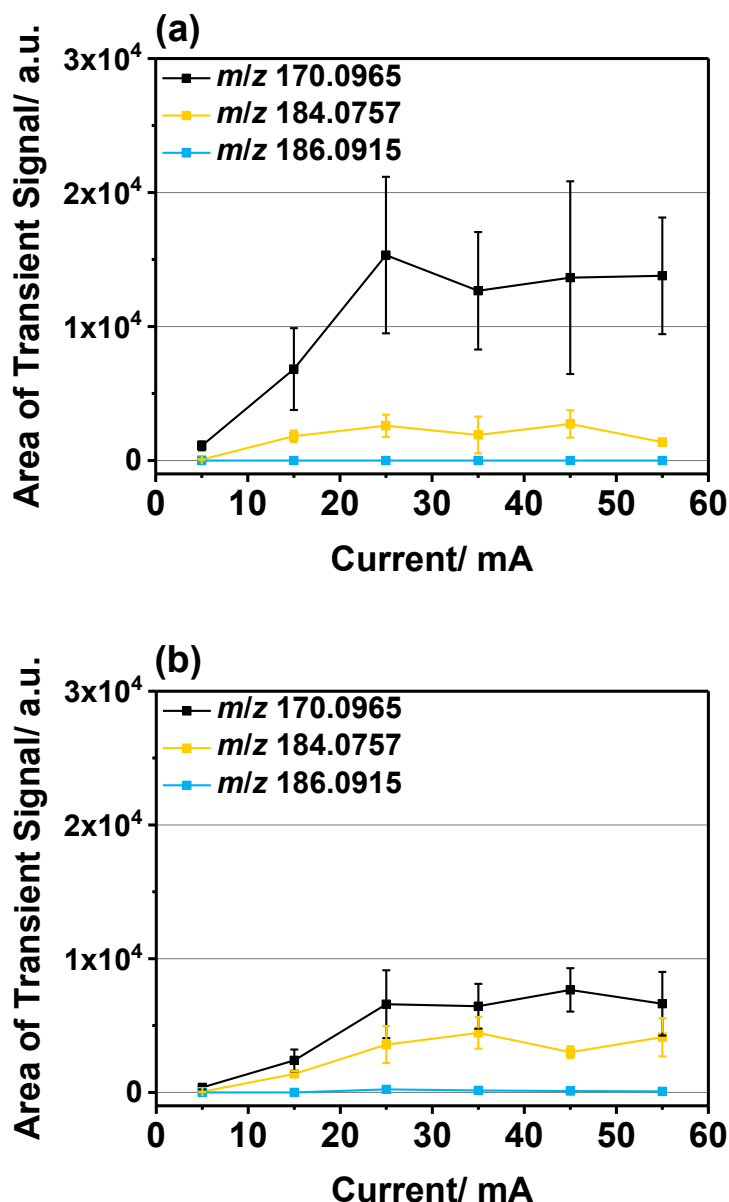 (a)
3x10⁴
2x10⁴
1x10⁴
0
Area of Transient Signal/ a.u.
m/z 170.0965
m/z 184.0757
m/z 186.0915
0 10 20 30 40 50 60
Current/ mA
(b)
3x10⁴
2x10⁴
1x10⁴
0
Area of Transient Signal/ a.u.
m/z 170.0965
m/z 184.0757
m/z 186.0915
0 10 20 30 40 50 60
Current/ mA